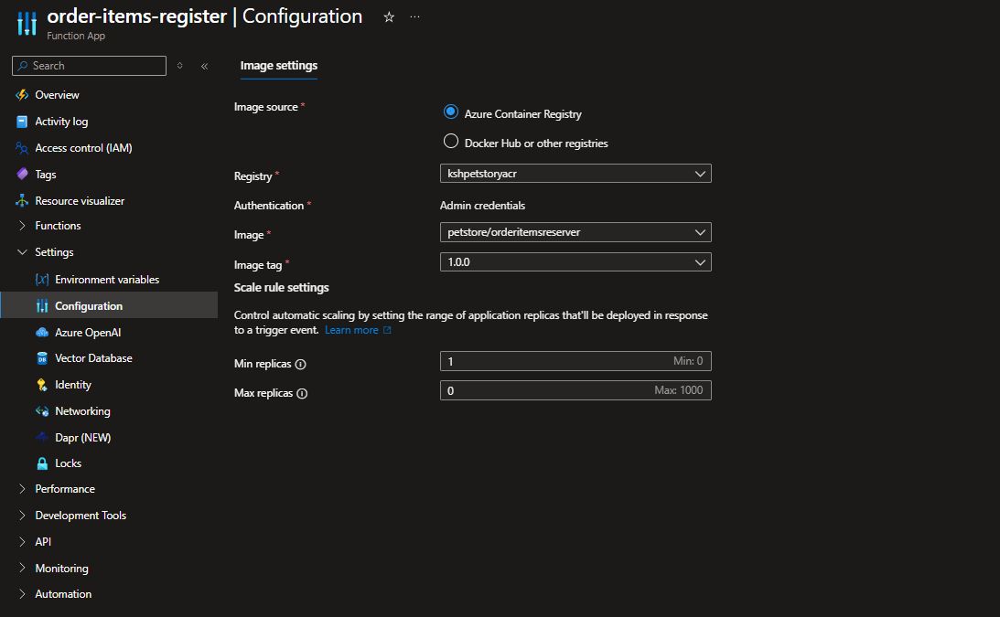 order-items-register | Configuration
Function App
Search
Overview
Activity log
Access control (IAM)
Tags
Resource visualizer
Functions
Settings
Environment variables
Configuration
Azure OpenAI
Vector Database
Identity
Networking
Dapr (NEW)
Locks
Performance
Development Tools
API
Monitoring
Automation
Image settings
Image source *
Azure Container Registry
Docker Hub or other registries
Registry *
kshpetstoryacr
Authentication *
Admin credentials
Image *
petstore/orderitemsreserver
Image tag *
1.0.0
Scale rule settings
Control automatic scaling by setting the range of application replicas that'll be deployed in response
to a trigger event. Learn more
Min replicas
1 Min: 0
Max replicas
0 Max: 1000